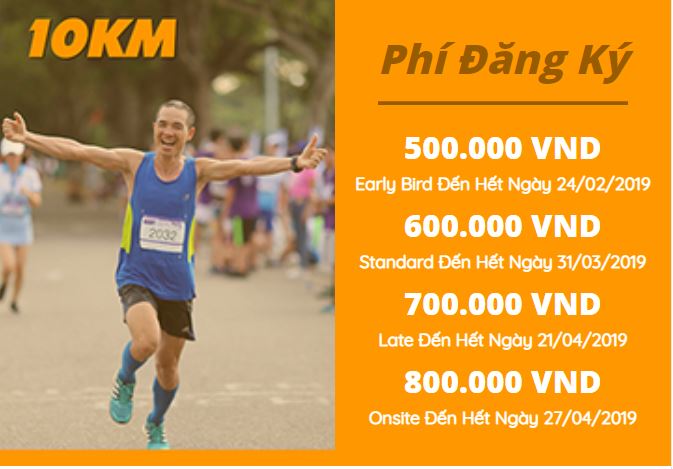 10KM
Phí Đăng Ký
500.000 VND
Early Bird Đến Hết Ngày 24/02/2019
600.000 VND
Standard Đến Hết Ngày 31/03/2019
700.000 VND
Late Đến Hết Ngày 21/04/2019
800.000 VND
Onsite Đến Hết Ngày 27/04/2019
2032